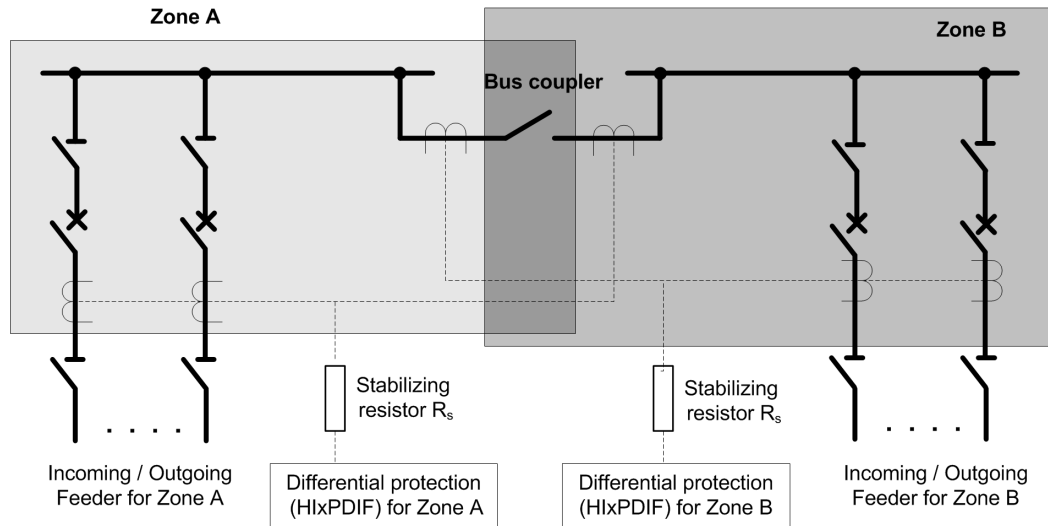 Zone A
Zone B
Bus coupler
Stabilizing
resistor Rs
Stabilizing
resistor Rs
Incoming / Outgoing
Feeder for Zone A
Differential protection
(HIxPDIF) for Zone A
Differential protection
(HIxPDIF) for Zone B
Incoming / Outgoing
Feeder for Zone B